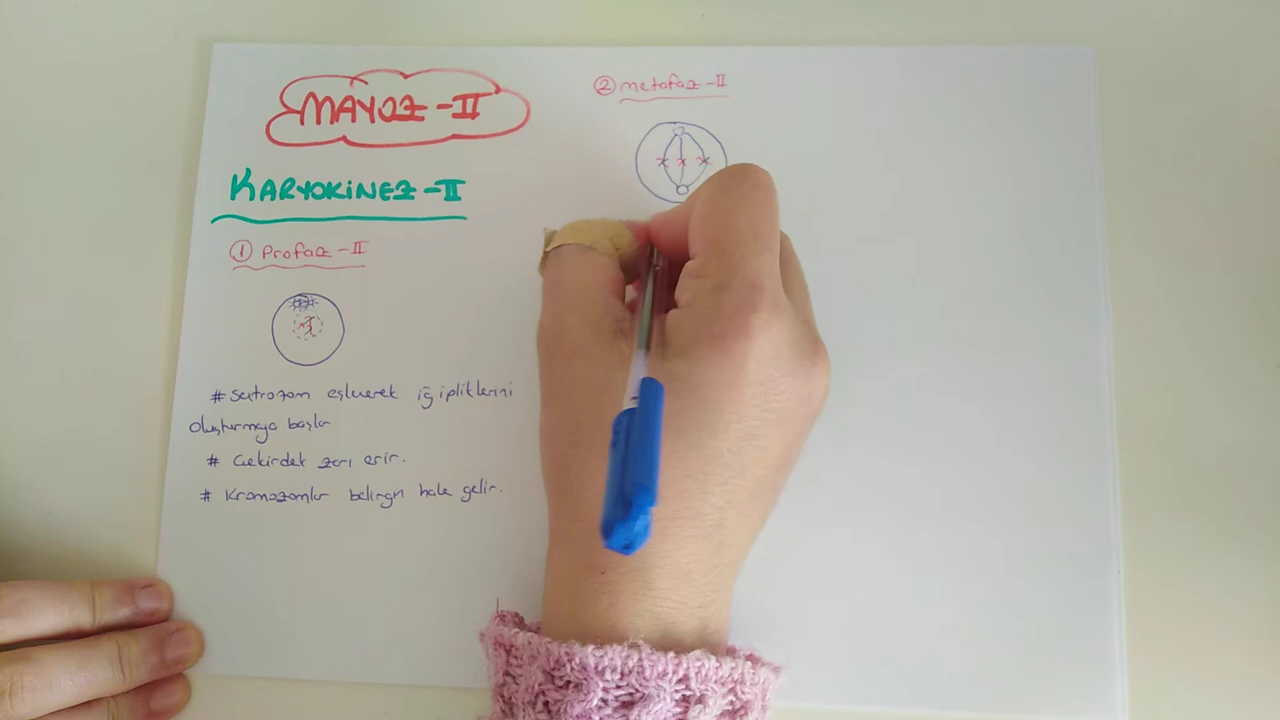 MAYOZ-II
KARYOKİNEZ-II
① Profaz-II
# Sentrozom eşlenerek iğ ipliklerini
oluşturmaya başlar.
# Çekirdek zarı erir.
# Kromozomlar belirgin hale gelir.
② metafaz-II